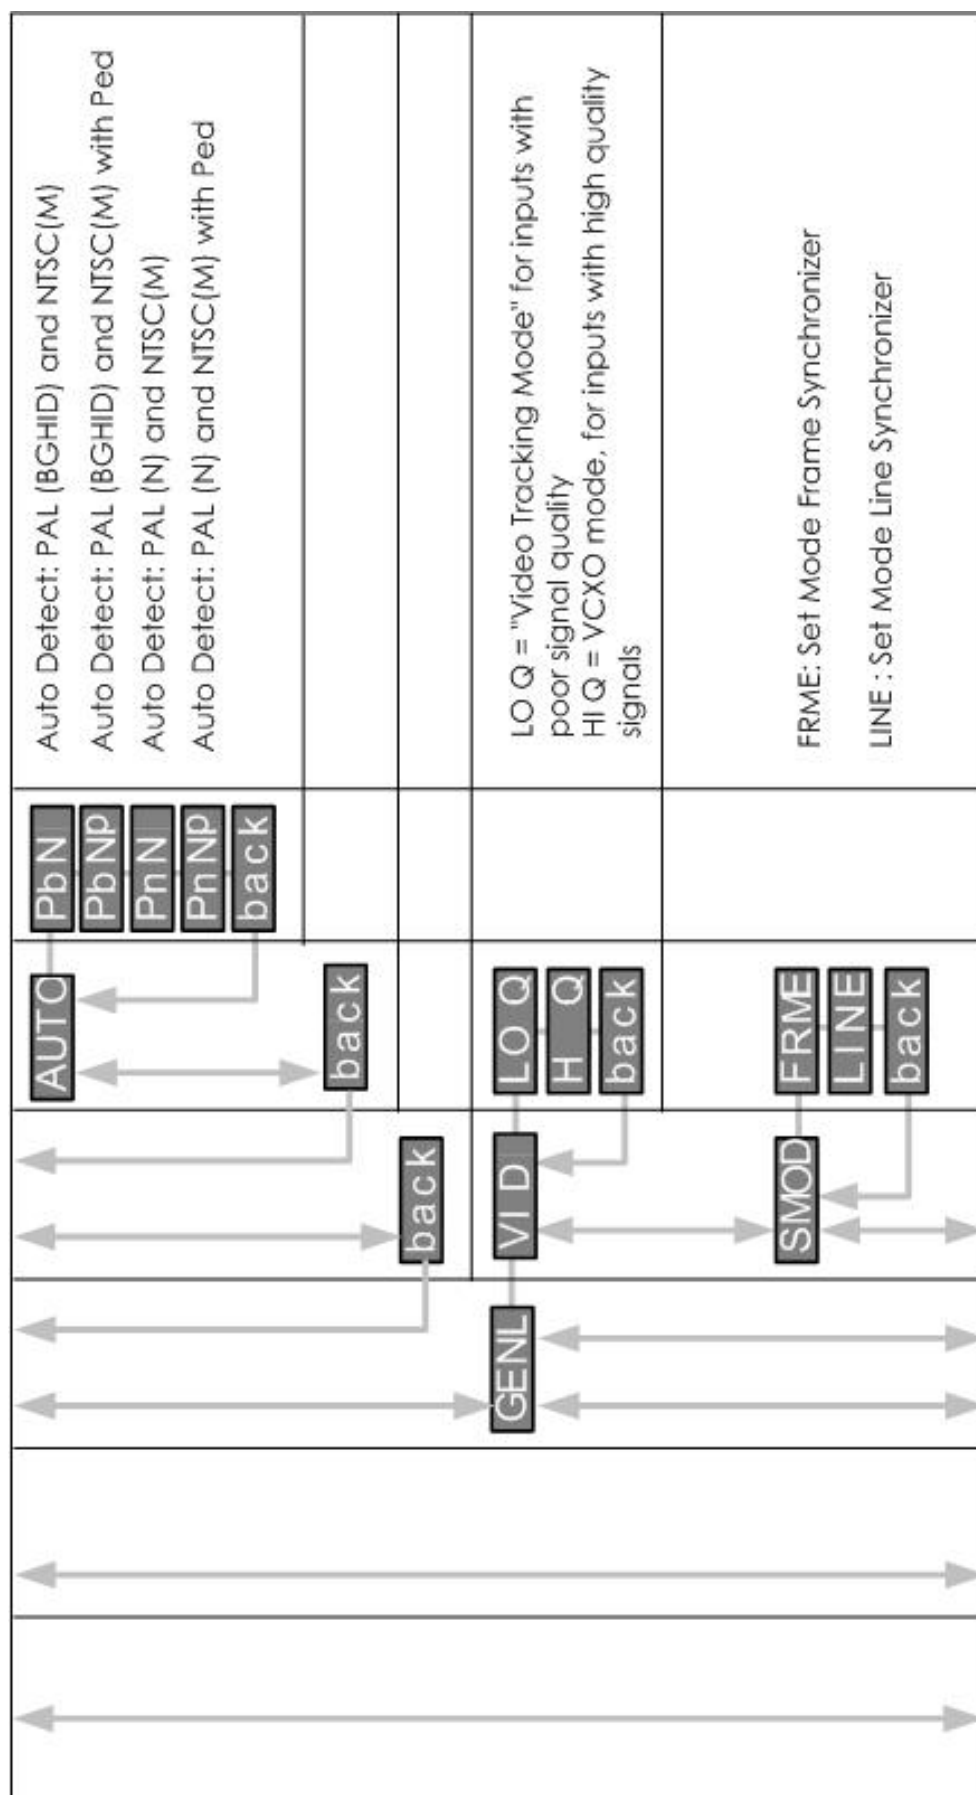 AUTO
PbN
Auto Detect: PAL (BGHID) and NTSC(M)
PbNp
Auto Detect: PAL (BGHID) and NTSC(M) with Ped
PnN
Auto Detect: PAL (N) and NTSC(M)
PnNp
Auto Detect: PAL (N) and NTSC(M) with Ped
back
back
back
GENL
VID
LO Q
LO Q = "Video Tracking Mode" for inputs with
poor signal quality
H Q
HI Q = VCXO mode, for inputs with high quality
signals
back
SMOD
FRME
FRME: Set Mode Frame Synchronizer
LINE
LINE : Set Mode Line Synchronizer
back